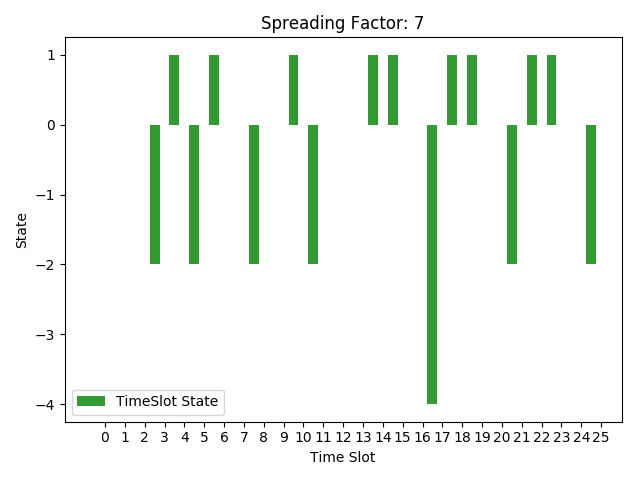 Spreading Factor: 7
1
0
−1
−2
−3
−4
State
TimeSlot State
0 1 2 3 4 5 6 7 8 9 10 11 12 13 14 15 16 17 18 19 20 21 22 23 24 25
Time Slot